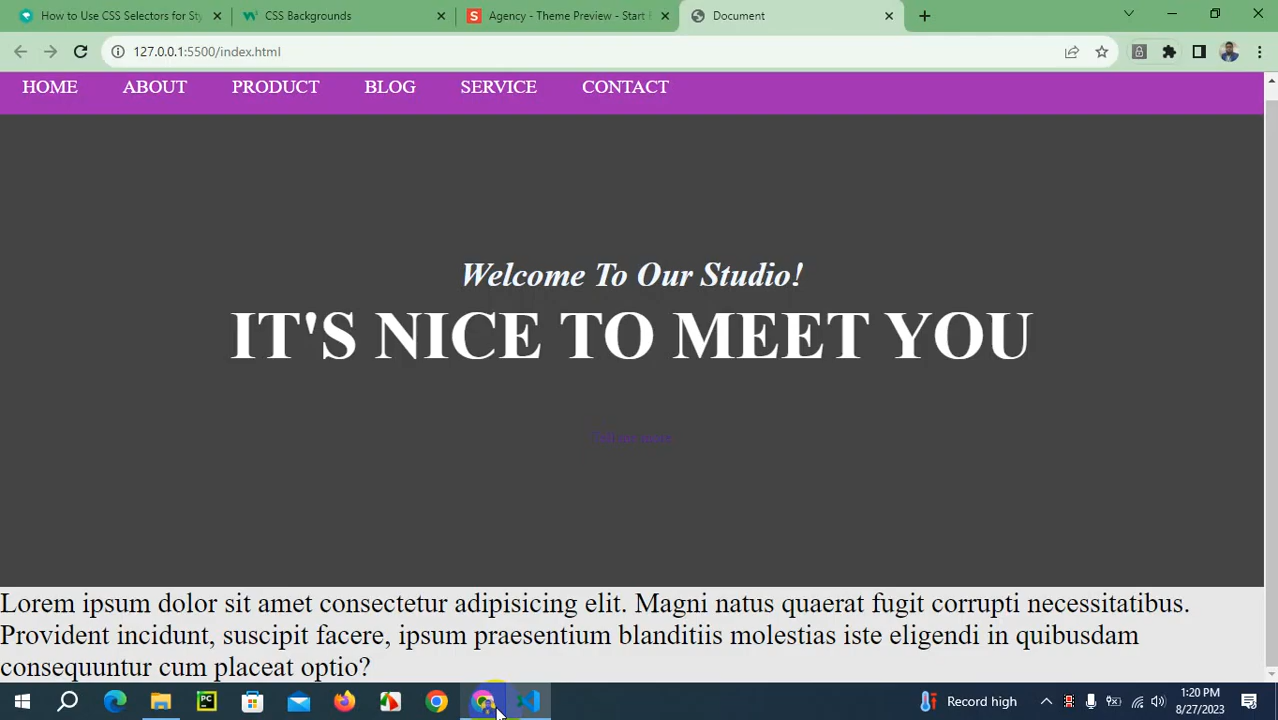 How to Use CSS Selectors for Sty
CSS Backgrounds
Agency - Theme Preview - Start
Document
127.0.0.1:5500/index.html
HOME ABOUT PRODUCT BLOG SERVICE CONTACT
Welcome To Our Studio!
IT'S NICE TO MEET YOU
Lorem ipsum dolor sit amet consectetur adipisicing elit. Magni natus quaerat fugit corrupti necessitatibus.
Provident incidunt, suscipit facere, ipsum praesentium blanditiis molestias iste eligendi in quibusdam
consequuntur cum placeat optio?
Record high
1:20 PM
8/27/2023